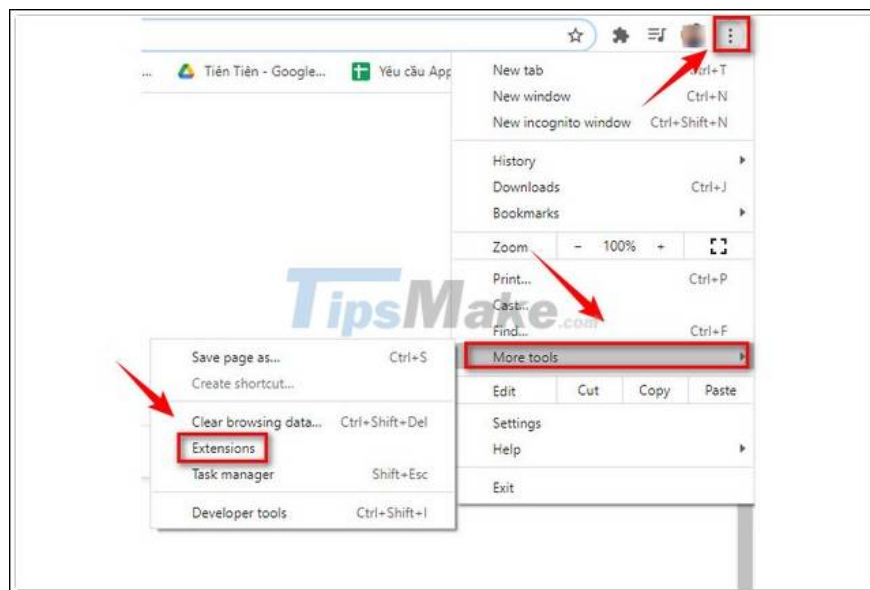 ... Tiến Tiên - Google... Yêu cầu App
New tab Ctrl+T
New window Ctrl+N
New incognito window Ctrl+Shift+N
History
Downloads Ctrl+J
Bookmarks
Zoom - 100% +
Print... Ctrl+P
Cast...
Find... Ctrl+F
More tools
Edit Cut Copy Paste
Settings
Help
Exit
TipsMake.com
Save page as... Ctrl+S
Create shortcut...
Clear browsing data... Ctrl+Shift+Del
Extensions
Task manager Shift+Esc
Developer tools Ctrl+Shift+I